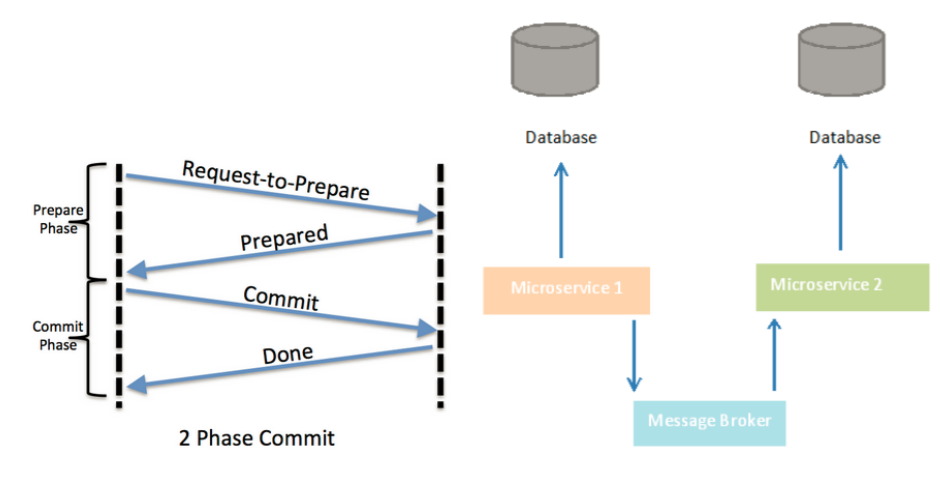 Request-to-Prepare
Prepare
Phase
Prepared
Commit
Commit
Phase
Done
2 Phase Commit
Database
Database
Microservice 1
Microservice 2
Message Broker